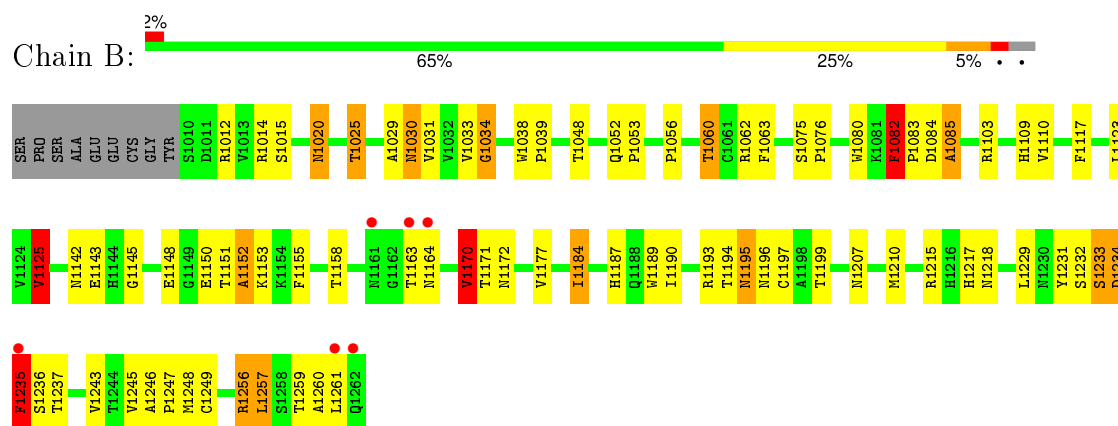 2%
Chain B:
65% 25% 5% • •
SER PRO SER ALA GLU GLU CYS GLY TYR S1010 D1011 R1012 V1013 R1014 S1015 N1020 T1025 A1029 N1030 V1031 V1032 V1033 G1034 W1038 P1039 T1048 Q1052 P1053 P1056 T1060 C1061 R1062 F1063 S1075 P1076 W1080 K1081 F1082 P1083 D1084 A1085 R1103 H1109 V1110 F1117 L1123
V1124 V1125 N1142 E1143 H1144 G1145 E1148 G1149 E1150 T1151 A1152 K1153 K1154 F1155 T1158 N1161 G1162 T1163 N1164 V1170 T1171 N1172 V1177 I1184 H1187 Q1188 W1189 I1190 R1193 T1194 N1195 N1196 C1197 A1198 T1199 N1207 M1210 R1215 H1216 H1217 N1218 L1229 N1230 Y1231 S1232 S1233 D1234
F1235 S1236 T1237 V1243 T1244 V1245 A1246 P1247 M1248 C1249 R1256 L1257 S1258 T1259 A1260 L1261 Q1262